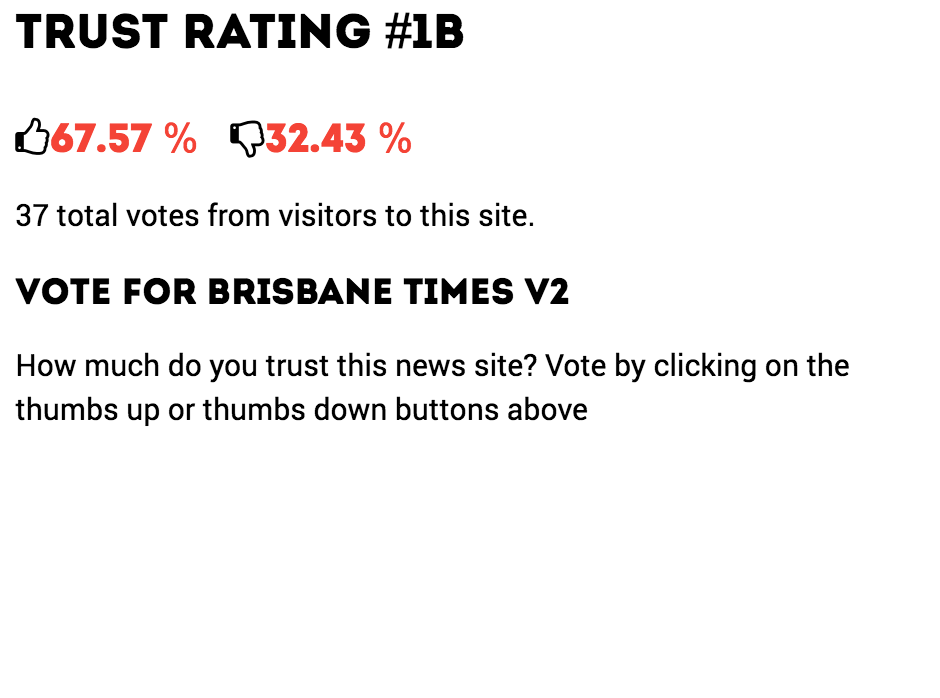 TRUST RATING #1B
67.57 % 32.43 %
37 total votes from visitors to this site.
VOTE FOR BRISBANE TIMES V2
How much do you trust this news site? Vote by clicking on the
thumbs up or thumbs down buttons above